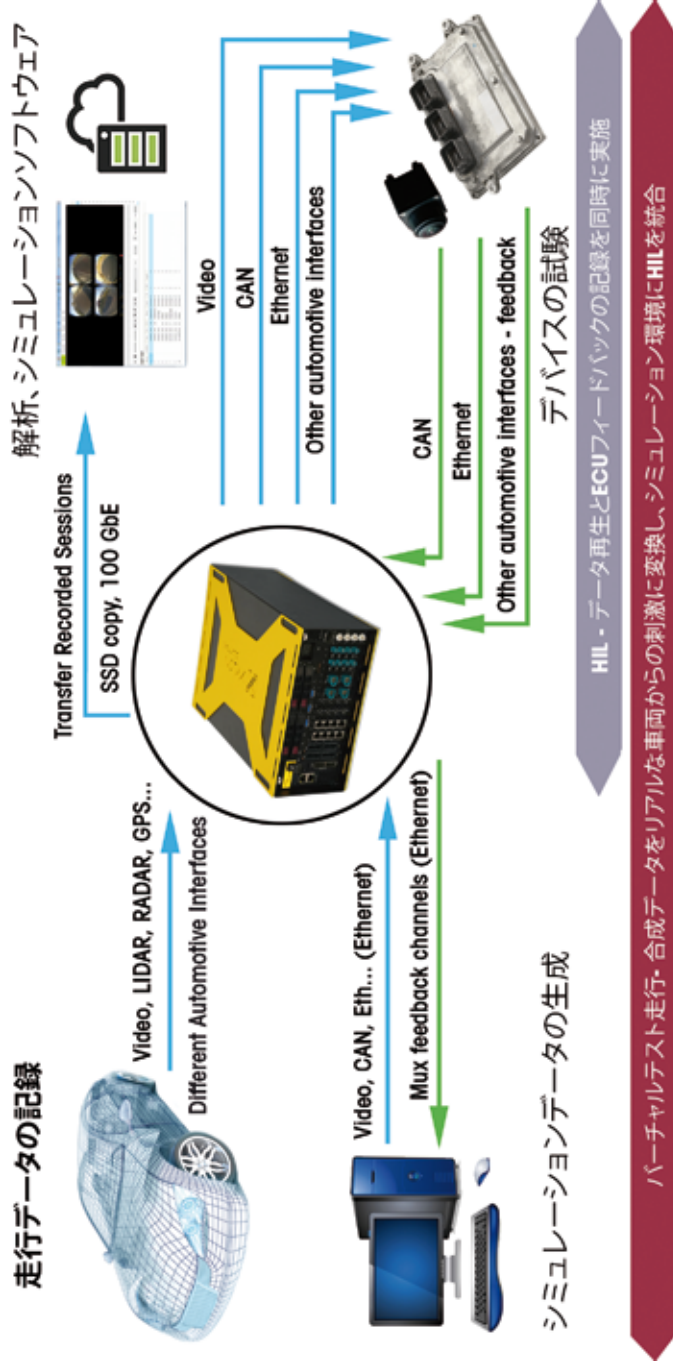 走行データの記録
Video, LIDAR, RADAR, GPS...
Different Automotive Interfaces
Transfer Recorded Sessions
SSD copy, 100 GbE
解析、シミュレーションソフトウェア
Video
CAN
Ethernet
Other automotive interfaces
Video, CAN, Eth... (Ethernet)
Mux feedback channels (Ethernet)
シミュレーションデータの生成
CAN
Ethernet
Other automotive interfaces - feedback
デバイスの試験
HIL - データ再生とECUフィードバックの記録を同時に実施
バーチャルテスト走行- 合成データをリアルな車両からの刺激に変換し、シミュレーション環境にHILを統合